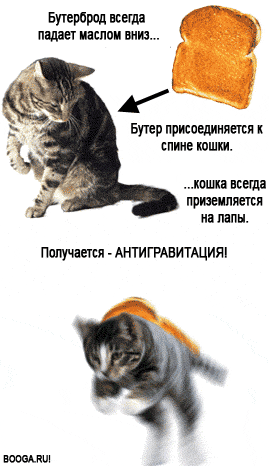 Бутерброд всегда
падает маслом вниз...
Бутер присоединяется к
спине кошки.
...кошка всегда
приземляется
на лапы.
Получается - АНТИГРАВИТАЦИЯ!
BOOGA.RU!